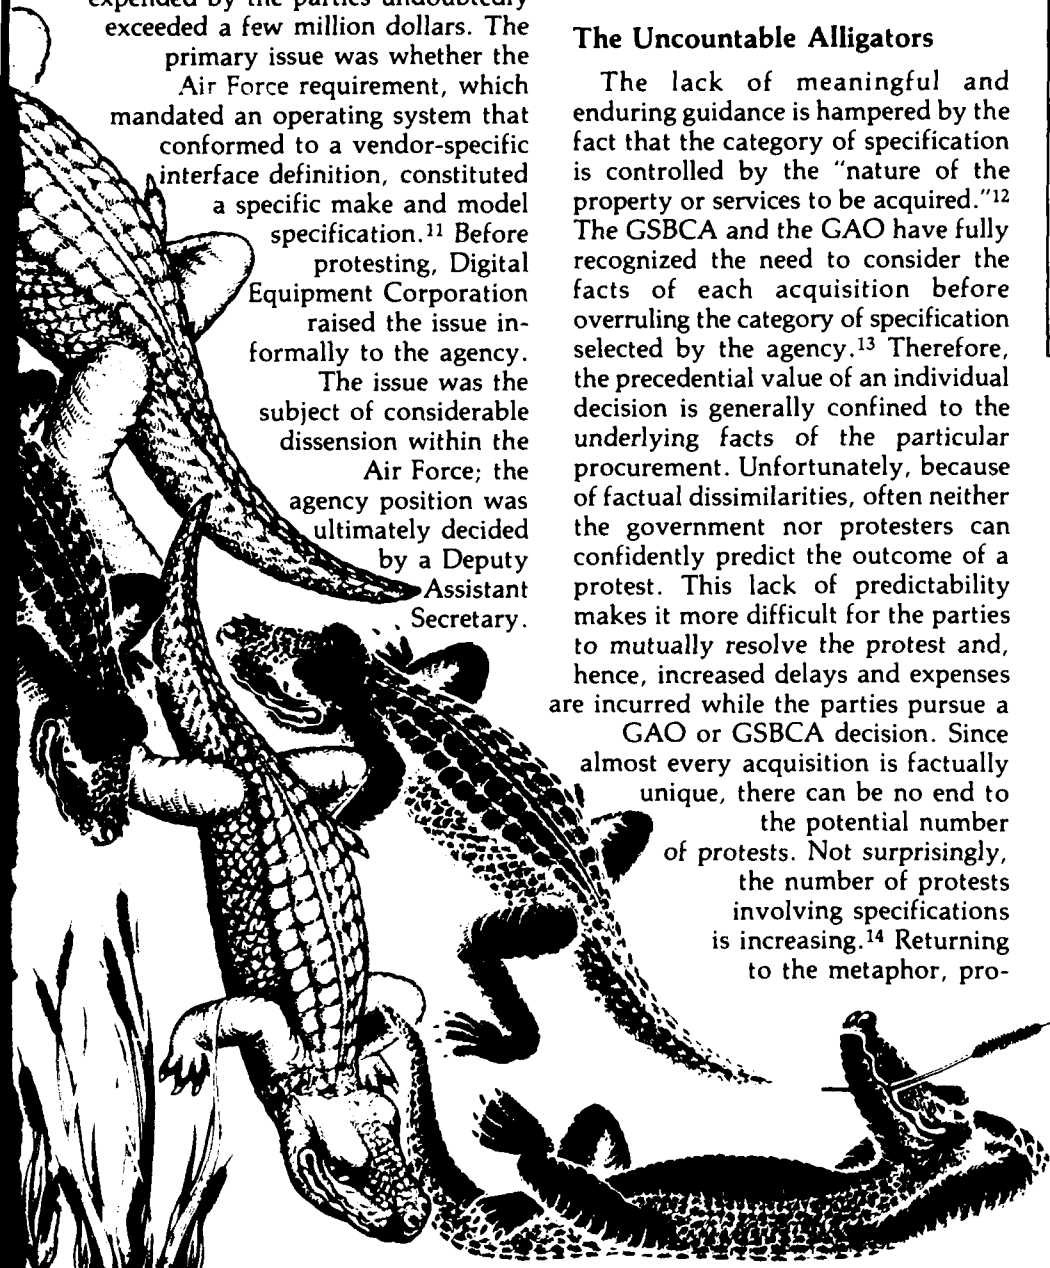 expended by the parties undoubtedly
exceeded a few million dollars. The
primary issue was whether the
Air Force requirement, which
mandated an operating system that
conformed to a vendor-specific
interface definition, constituted
a specific make and model
specification.11 Before
protesting, Digital
Equipment Corporation
raised the issue in-
formally to the agency.
The issue was the
subject of considerable
dissension within the
Air Force; the
agency position was
ultimately decided
by a Deputy
Assistant
Secretary.
The Uncountable Alligators
The lack of meaningful and
enduring guidance is hampered by the
fact that the category of specification
is controlled by the "nature of the
property or services to be acquired."12
The GSBCA and the GAO have fully
recognized the need to consider the
facts of each acquisition before
overruling the category of specification
selected by the agency.13 Therefore,
the precedential value of an individual
decision is generally confined to the
underlying facts of the particular
procurement. Unfortunately, because
of factual dissimilarities, often neither
the government nor protesters can
confidently predict the outcome of a
protest. This lack of predictability
makes it more difficult for the parties
to mutually resolve the protest and,
hence, increased delays and expenses
are incurred while the parties pursue a
GAO or GSBCA decision. Since
almost every acquisition is factually
unique, there can be no end to
the potential number
of protests. Not surprisingly,
the number of protests
involving specifications
is increasing.14 Returning
to the metaphor, pro-